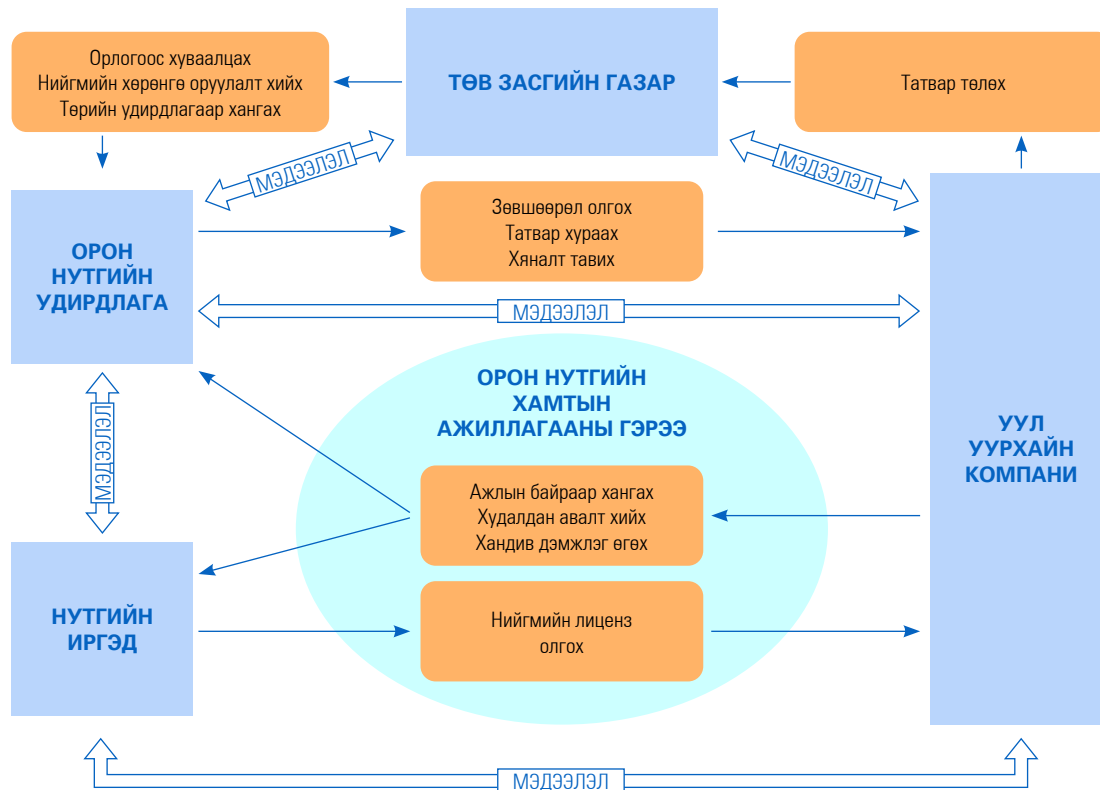 Орлогоос хуваалцах
Нийгмийн хөрөнгө оруулалт хийх
Төрийн удирдлагаар хангах
ТӨВ ЗАСГИЙН ГАЗАР
Татвар төлөх
МЭДЭЭЛЭЛ
МЭДЭЭЛЭЛ
ОРОН
НУТГИЙН
УДИРДЛАГА
Зөвшөөрөл олгох
Татвар хураах
Хяналт тавих
МЭДЭЭЛЭЛ
МЭДЭЭЛЭЛ
ОРОН НУТГИЙН
ХАМТЫН
АЖИЛЛАГААНЫ ГЭРЭЭ
УУЛ
УУРХАЙН
КОМПАНИ
Ажлын байраар хангах
Худалдан авалт хийх
Хандив дэмжлэг өгөх
НУТГИЙН
ИРГЭД
Нийгмийн лиценз
олгох
МЭДЭЭЛЭЛ